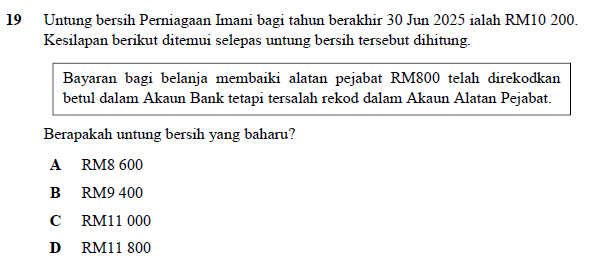 19 Untung bersih Perniagaan Imani bagi tahun berakhir 30 Jun 2025 ialah RM10 200.
Kesilapan berikut ditemui selepas untung bersih tersebut dihitung.
Bayaran bagi belanja membaiki alatan pejabat RM800 telah direkodkan
betul dalam Akaun Bank tetapi tersalah rekod dalam Akaun Alatan Pejabat.
Berapakah untung bersih yang baharu?
A RM8 600
B RM9 400
C RM11 000
D RM11 800